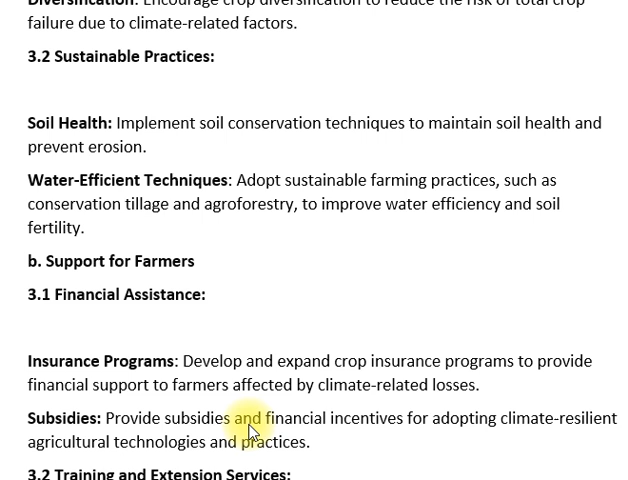 Diversification: Encourage crop diversification to reduce the risk of total crop
failure due to climate-related factors.
3.2 Sustainable Practices:
Soil Health: Implement soil conservation techniques to maintain soil health and
prevent erosion.
Water-Efficient Techniques: Adopt sustainable farming practices, such as
conservation tillage and agroforestry, to improve water efficiency and soil
fertility.
b. Support for Farmers
3.1 Financial Assistance:
Insurance Programs: Develop and expand crop insurance programs to provide
financial support to farmers affected by climate-related losses.
Subsidies: Provide subsidies and financial incentives for adopting climate-resilient
agricultural technologies and practices.
3.2 Training and Extension Services: